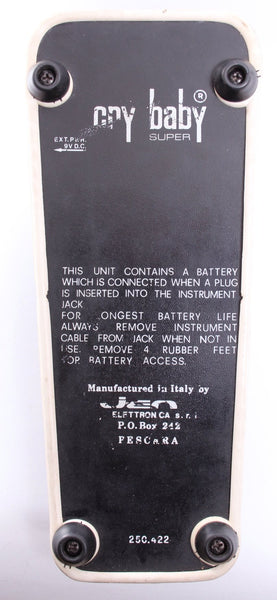 cry baby ®
SUPER
EXT. PWR.
9V D.C.
THIS UNIT CONTAINS A BATTERY
WHICH IS CONNECTED WHEN A PLUG
IS INSERTED INTO THE INSTRUMENT
JACK
FOR LONGEST BATTERY LIFE
ALWAYS REMOVE INSTRUMENT
CABLE FROM JACK WHEN NOT IN
USE. REMOVE 4 RUBBER FEET
FOR BATTERY ACCESS.
Manufactured in Italy by
JEN
ELETTRONICA s.r.l
P.O.Box 242
PESCARA
250.422